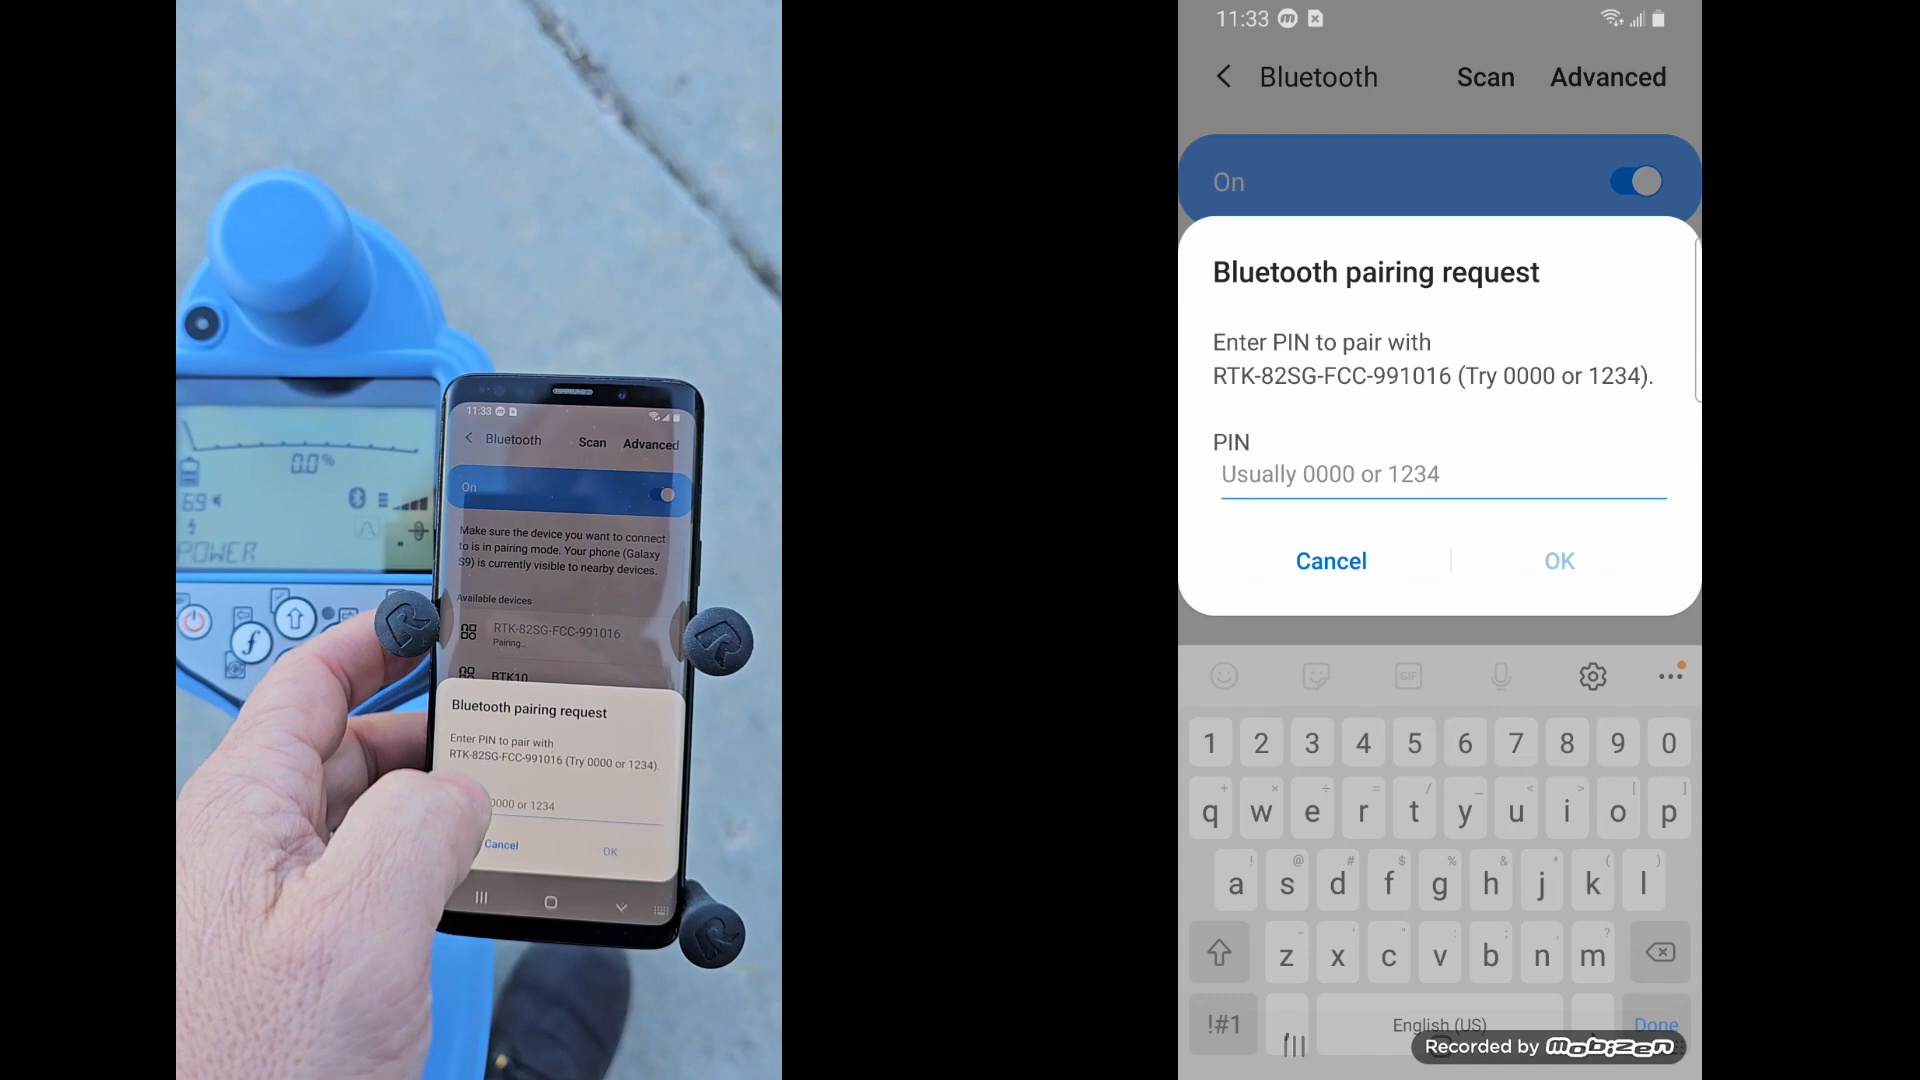 0.0%
69
POWER
f
11:33
Bluetooth Scan Advanced
On
Make sure the device you want to connect
to is in pairing mode. Your phone (Galaxy
S9) is currently visible to nearby devices.
Available devices
RTK-82SG-FCC-991016
Pairing...
BTK10
Bluetooth pairing request
Enter PIN to pair with
RTK-82SG-FCC-991016 (Try 0000 or 1234).
0000 or 1234
Cancel OK
R
R
R
11:33
Bluetooth Scan Advanced
On
Bluetooth pairing request
Enter PIN to pair with
RTK-82SG-FCC-991016 (Try 0000 or 1234).
PIN
Usually 0000 or 1234
Cancel OK
GIF
1 2 3 4 5 6 7 8 9 0
+ × ÷ = / _ < > [ ]
q w e r t y u i o p
! @ # $ % ^ & * ( )
a s d f g h j k l
- ' " : ; , ?
z x c v b n m
!#1 English (US) Done
Recorded by mobizen